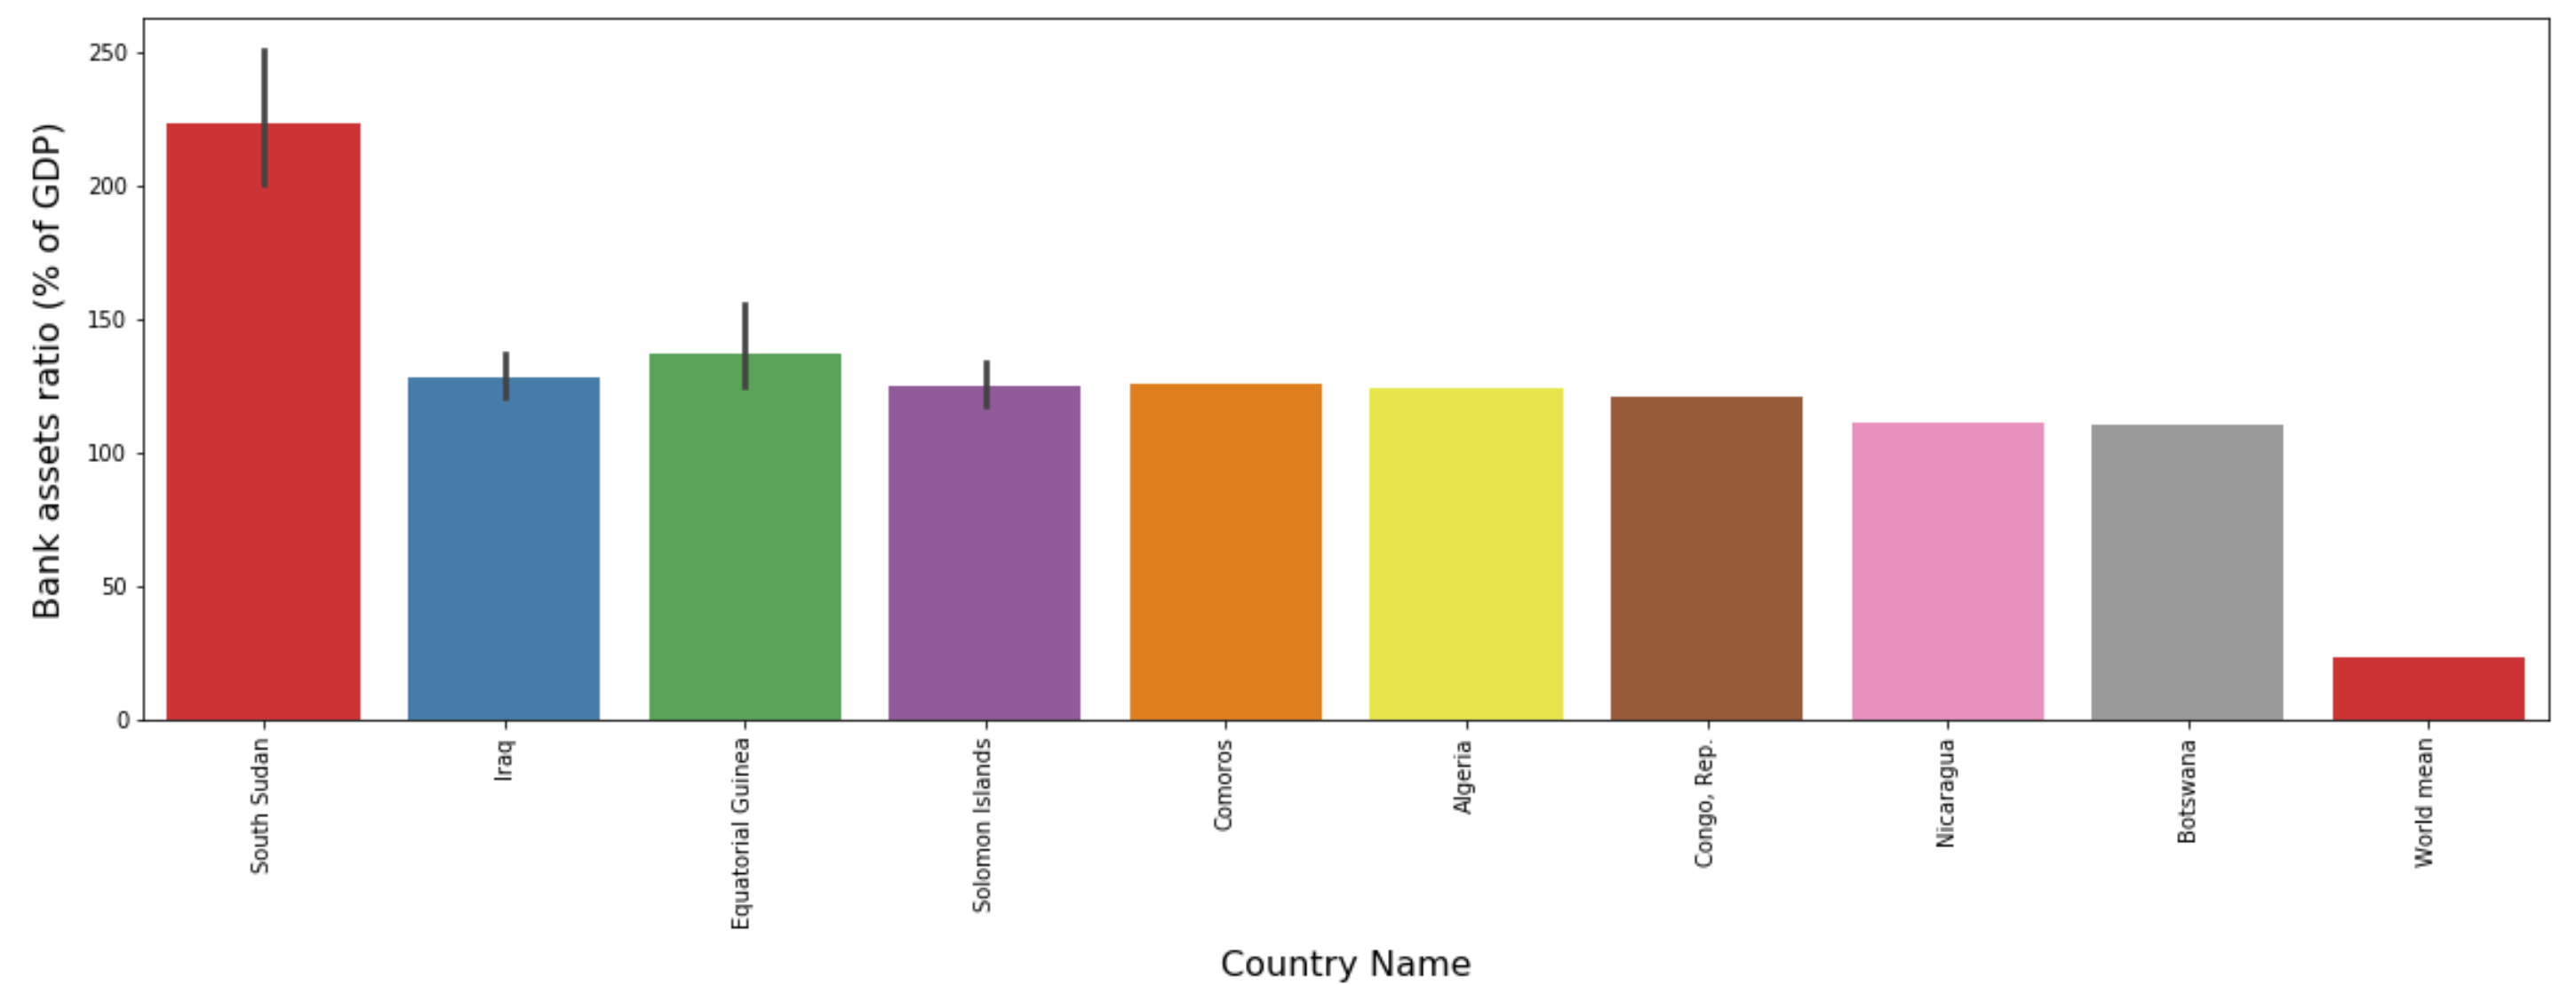 Bank assets ratio (% of GDP)
250
200
150
100
50
0
South Sudan
Iraq
Equatorial Guinea
Solomon Islands
Comoros
Algeria
Congo, Rep.
Nicaragua
Botswana
World mean
Country Name